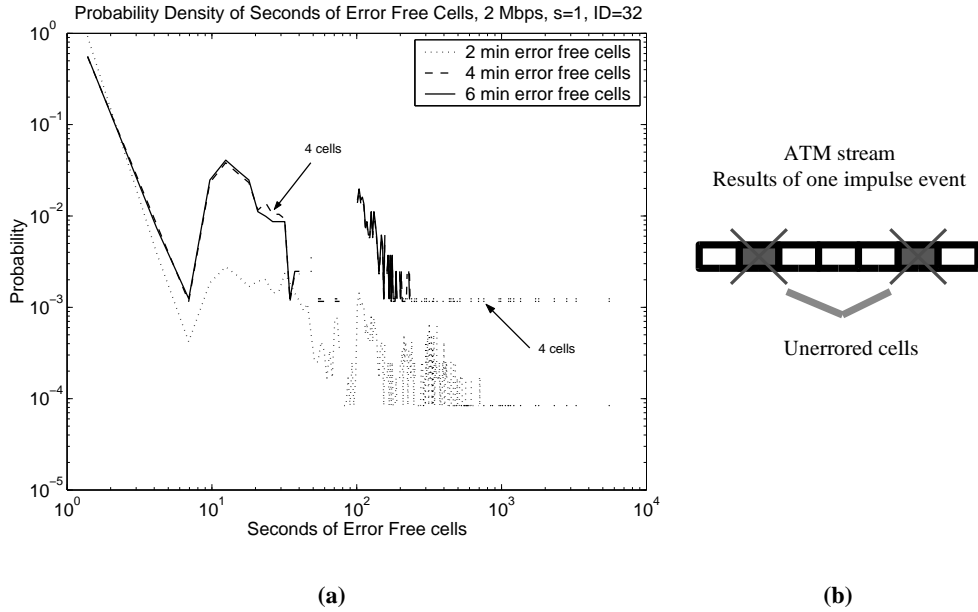 Probability Density of Seconds of Error Free Cells, 2 Mbps, s=1, ID=32
10^0
10^-1
10^-2
10^-3
10^-4
10^-5
Probability
2 min error free cells
4 min error free cells
6 min error free cells
4 cells
4 cells
10^0
10^1
10^2
10^3
10^4
Seconds of Error Free cells
(a)
ATM stream
Results of one impulse event
Unerrored cells
(b)